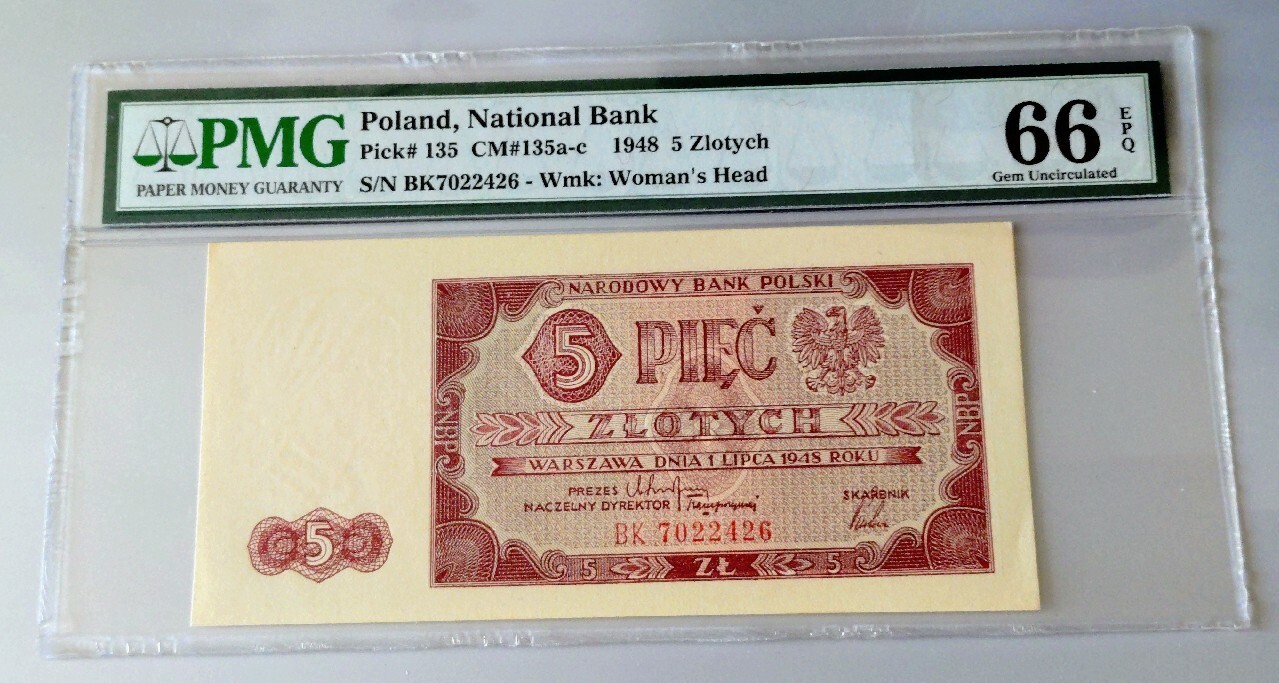 PMG
PAPER MONEY GUARANTY
Poland, National Bank
Pick# 135 CM#135a-c 1948 5 Zlotych
S/N BK7022426 - Wmk: Woman's Head
66
EPQ
Gem Uncirculated
NARODOWY BANK POLSKI
5 PIĘĆ
ZŁOTYCH
NBP
NBP
WARSZAWA DNIA 1 LIPCA 1948 ROKU
PREZES
NACZELNY DYREKTOR
SKARBNIK
BK 7022426
5
5 ZŁ 5